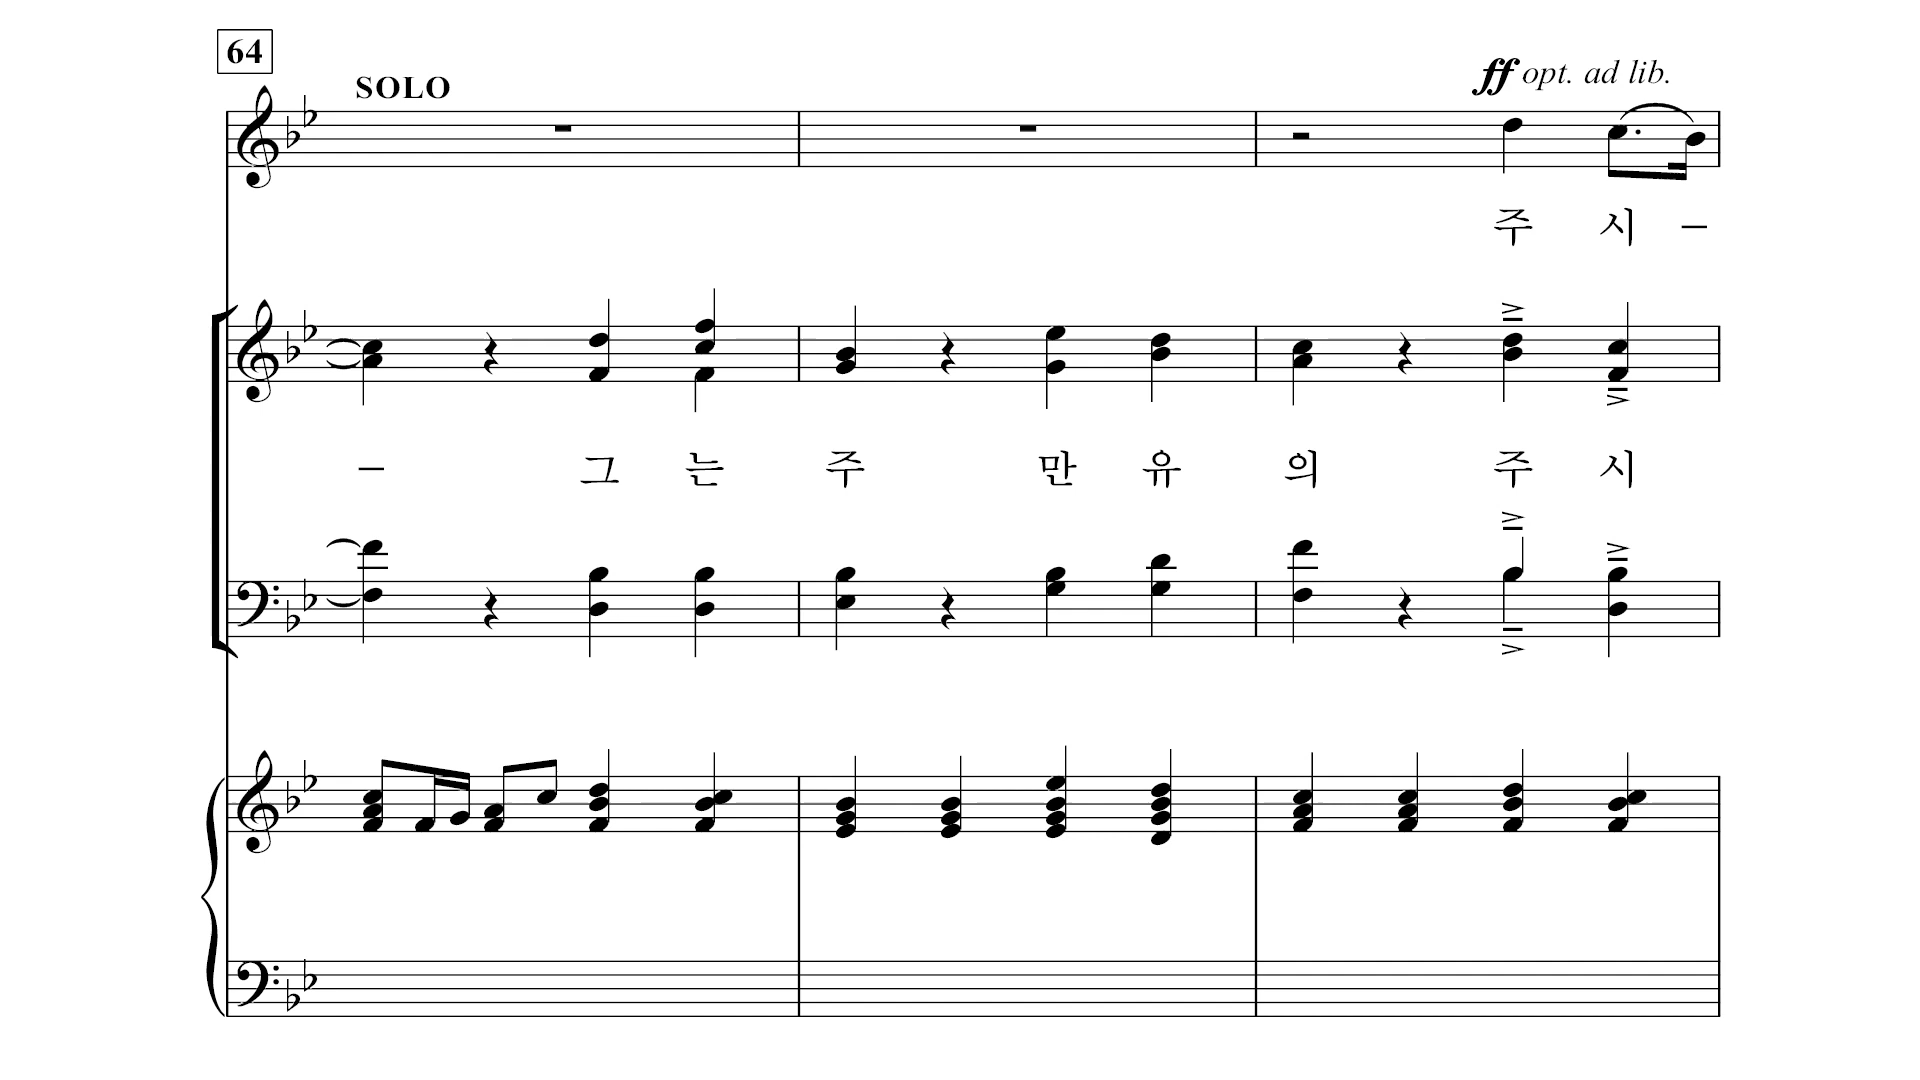 64
SOLO
ff opt. ad lib.
주 시 –
– 그 는 주 만 유 의 주 시